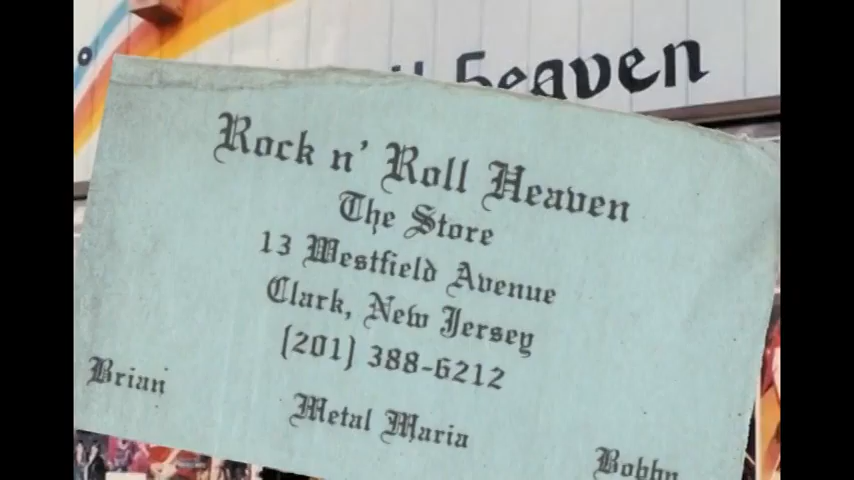 heaven
Rock n' Roll Heaven
The Store
13 Westfield Avenue
Clark, New Jersey
(201) 388-6212
Brian
Metal Maria
Bobby